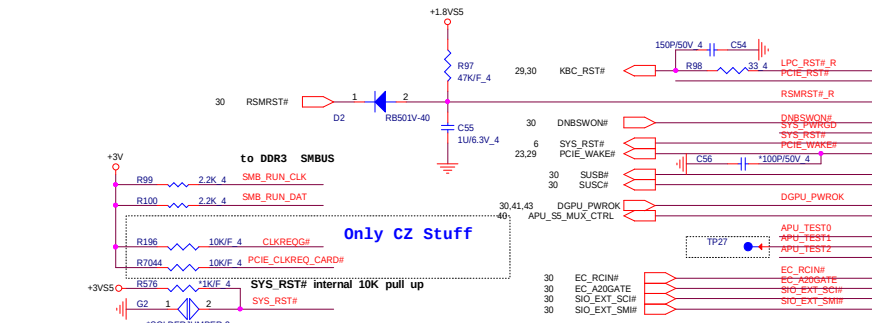 +1.8VS5
150P/50V_4 C54
R97
47K/F_4
29,30 KBC_RST#
R98 33_4 LPC_RST#_R
PCIE_RST#
30 RSMRST# 1 2
D2 RB501V-40
RSMRST#_R
C55
1U/6.3V_4
30 DNBSWON#
DNBSWON#
SYS_PWRGD
6 SYS_RST#
SYS_RST#
23,29 PCIE_WAKE#
PCIE_WAKE#
C56 *100P/50V_4
30 SUSB#
30 SUSC#
to DDR3 SMBUS
+3V
R99 2.2K_4 SMB_RUN_CLK
R100 2.2K_4 SMB_RUN_DAT
30,41,43 DGPU_PWROK
DGPU_PWROK
40 APU_S5_MUX_CTRL
Only CZ Stuff
R196 10K/F_4 CLKREQG#
R7044 10K/F_4 PCIE_CLKREQ_CARD#
TP27
APU_TEST0
APU_TEST1
APU_TEST2
+3VS5 R576 *1K/F_4
SYS_RST# internal 10K pull up
G2 1 2 SYS_RST#
*SOLDERJUMPER-2
30 EC_RCIN#
EC_RCIN#
30 EC_A20GATE
EC_A20GATE
30 SIO_EXT_SCI#
SIO_EXT_SCI#
30 SIO_EXT_SMI#
SIO_EXT_SMI#